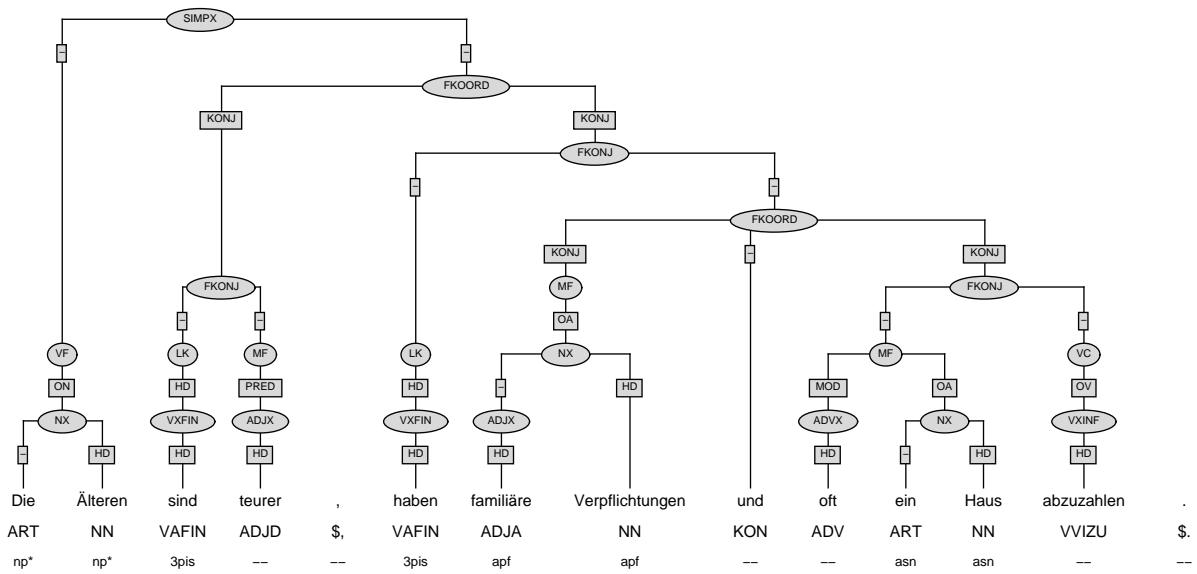 SIMPX
– –
FKOORD
KONJ KONJ
FKONJ
– –
FKOORD
KONJ – KONJ
FKONJ MF FKONJ
– – OA – –
VF LK MF LK NX MF VC
ON HD PRED HD – HD MOD OA OV
NX VXFIN ADJX VXFIN ADJX ADVX NX VXINF
– HD HD HD HD HD HD – HD HD
Die Älteren sind teurer , haben familiäre Verpflichtungen und oft ein Haus abzuzahlen .
ART NN VAFIN ADJD $, VAFIN ADJA NN KON ADV ART NN VVIZU $.
np* np* 3pis –– –– 3pis apf apf –– –– asn asn –– ––